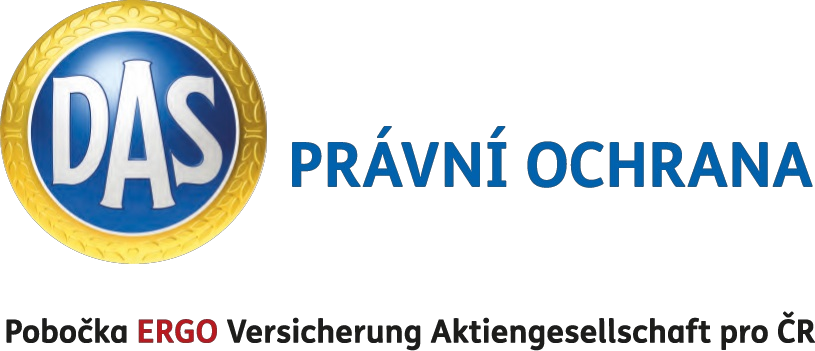 DAS
PRÁVNÍ OCHRANA
Pobočka ERGO Versicherung Aktiengesellschaft pro ČR